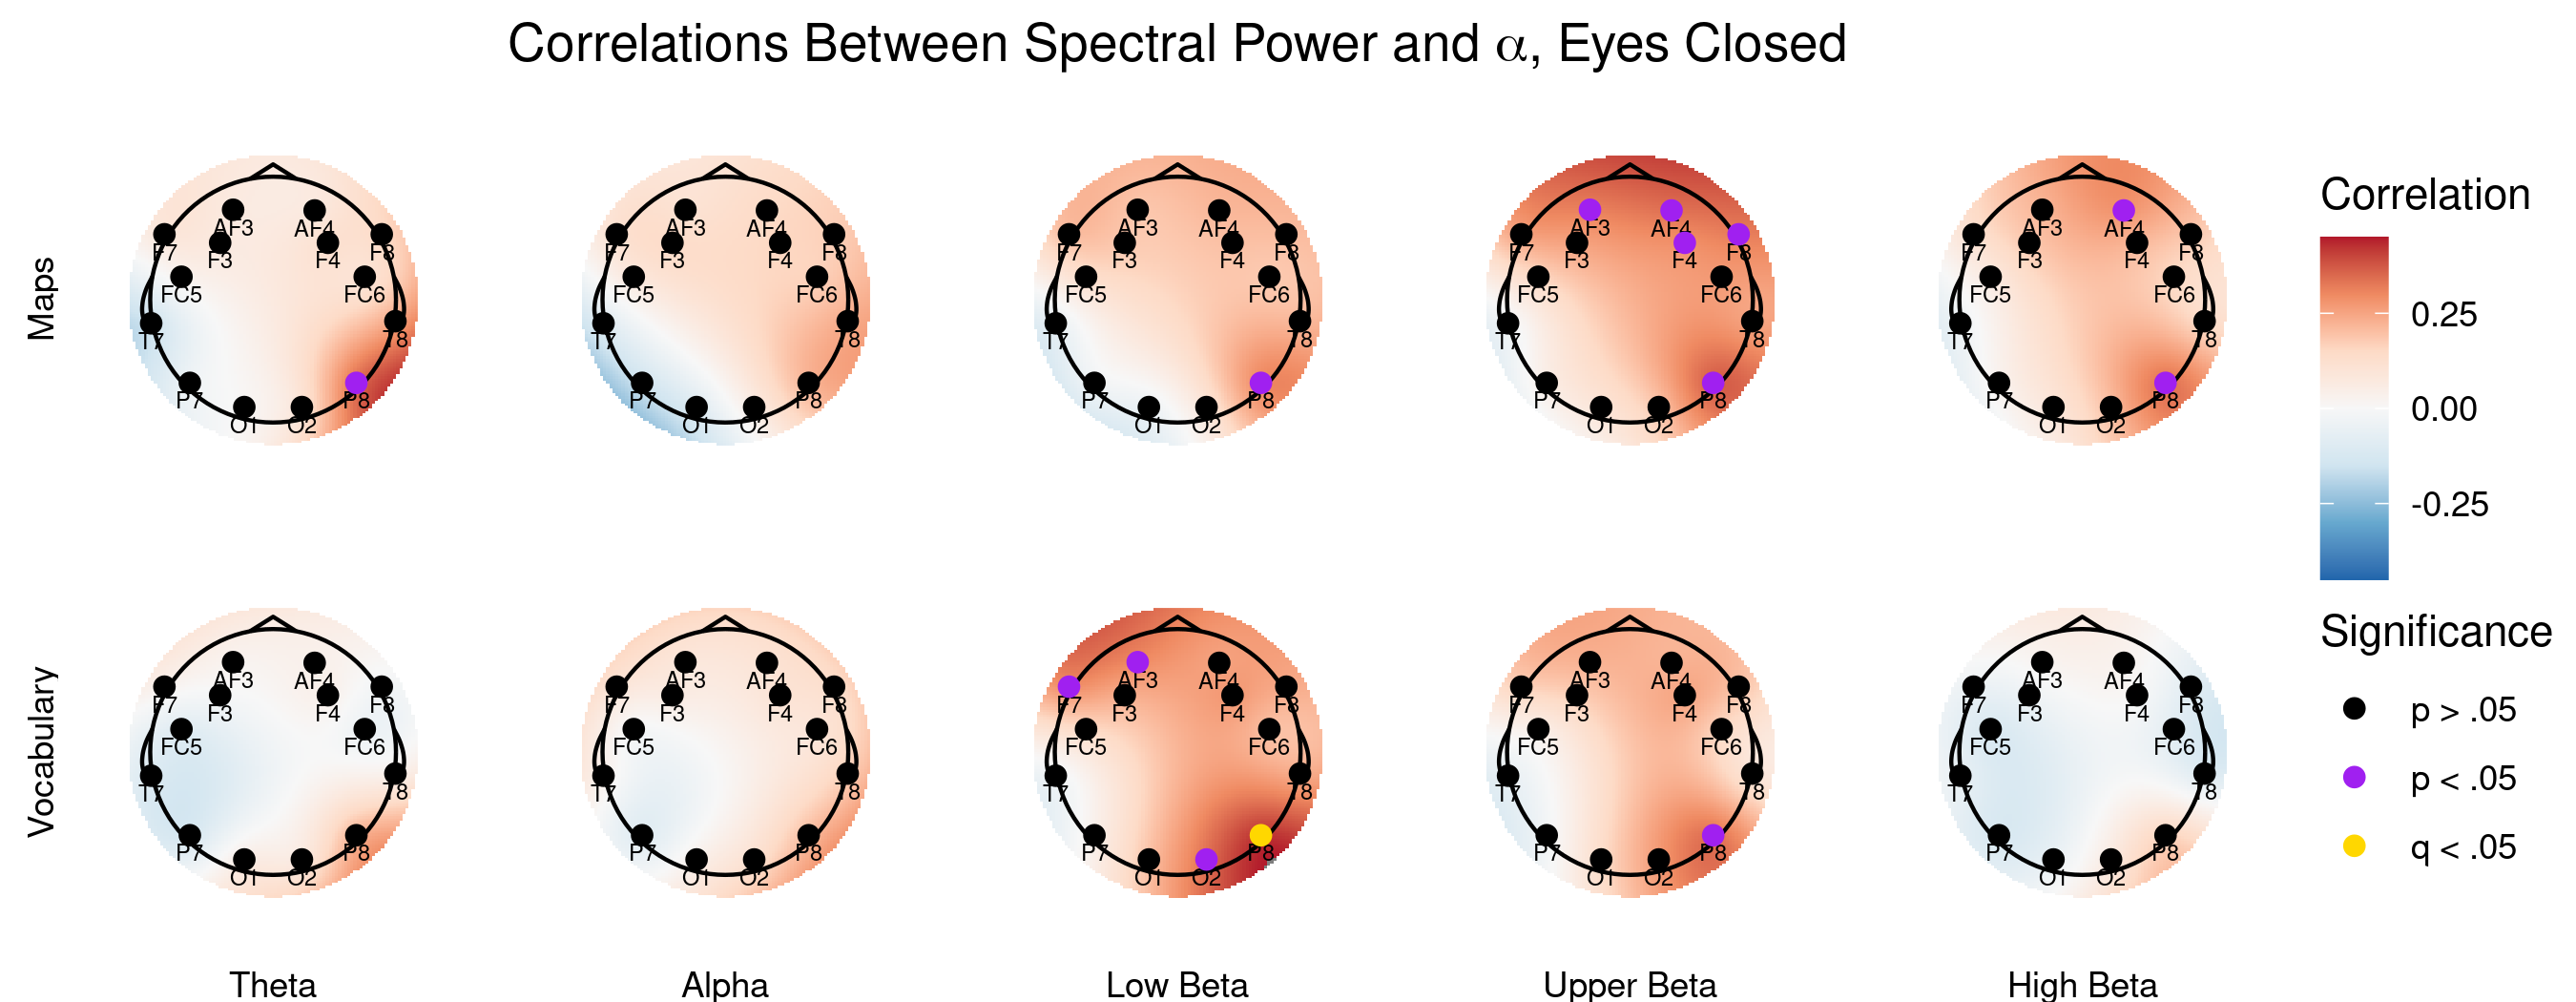 Correlations Between Spectral Power and α, Eyes Closed
Maps
AF3 AF4
F7 F3 F4 F8
FC5 FC6
T7 T8
P7 P8
O1 O2
AF3 AF4
F7 F3 F4 F8
FC5 FC6
T7 T8
P7 P8
O1 O2
AF3 AF4
F7 F3 F4 F8
FC5 FC6
T7 T8
P7 P8
O1 O2
AF3 AF4
F7 F3 F4 F8
FC5 FC6
T7 T8
P7 P8
O1 O2
AF3 AF4
F7 F3 F4 F8
FC5 FC6
T7 T8
P7 P8
O1 O2
Correlation
0.25
0.00
-0.25
Vocabulary
AF3 AF4
F7 F3 F4 F8
FC5 FC6
T7 T8
P7 P8
O1 O2
AF3 AF4
F7 F3 F4 F8
FC5 FC6
T7 T8
P7 P8
O1 O2
AF3 AF4
F7 F3 F4 F8
FC5 FC6
T7 T8
P7 P8
O1 O2
AF3 AF4
F7 F3 F4 F8
FC5 FC6
T7 T8
P7 P8
O1 O2
AF3 AF4
F7 F3 F4 F8
FC5 FC6
T7 T8
P7 P8
O1 O2
Significance
p > .05
p < .05
q < .05
Theta
Alpha
Low Beta
Upper Beta
High Beta